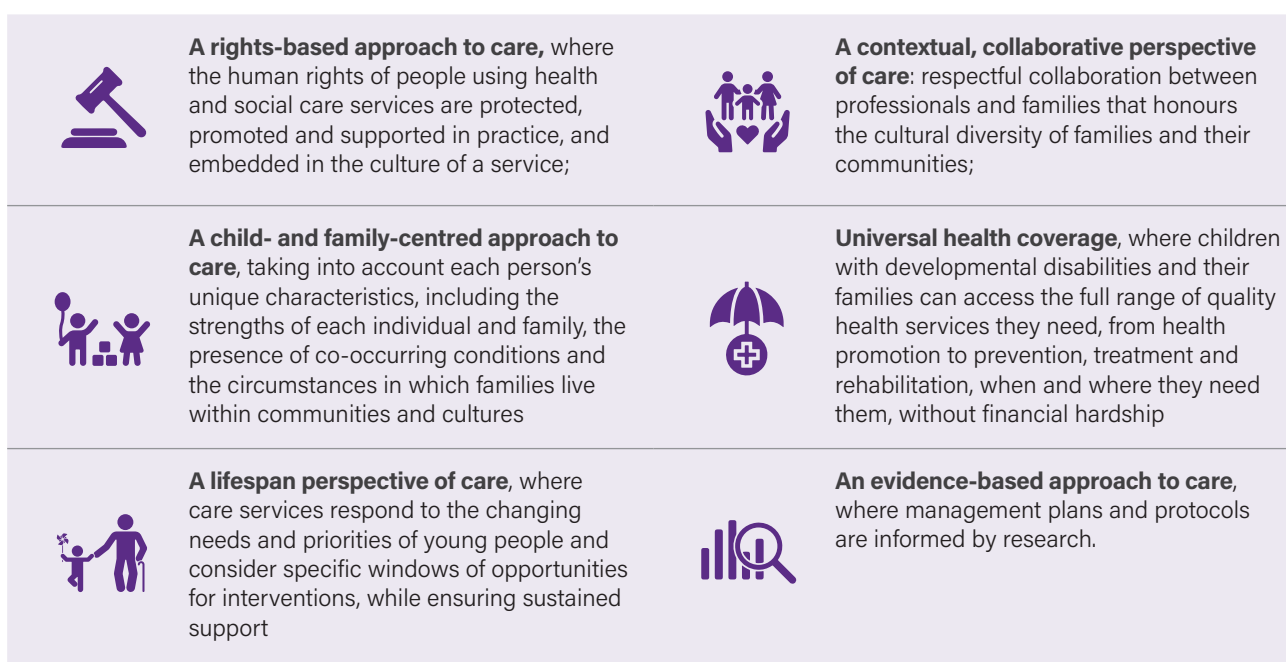 A rights-based approach to care, where
the human rights of people using health
and social care services are protected,
promoted and supported in practice, and
embedded in the culture of a service;
A contextual, collaborative perspective
of care: respectful collaboration between
professionals and families that honours
the cultural diversity of families and their
communities;
A child- and family-centred approach to
care, taking into account each person’s
unique characteristics, including the
strengths of each individual and family, the
presence of co-occurring conditions and
the circumstances in which families live
within communities and cultures
Universal health coverage, where children
with developmental disabilities and their
families can access the full range of quality
health services they need, from health
promotion to prevention, treatment and
rehabilitation, when and where they need
them, without financial hardship
A lifespan perspective of care, where
care services respond to the changing
needs and priorities of young people and
consider specific windows of opportunities
for interventions, while ensuring sustained
support
An evidence-based approach to care,
where management plans and protocols
are informed by research.